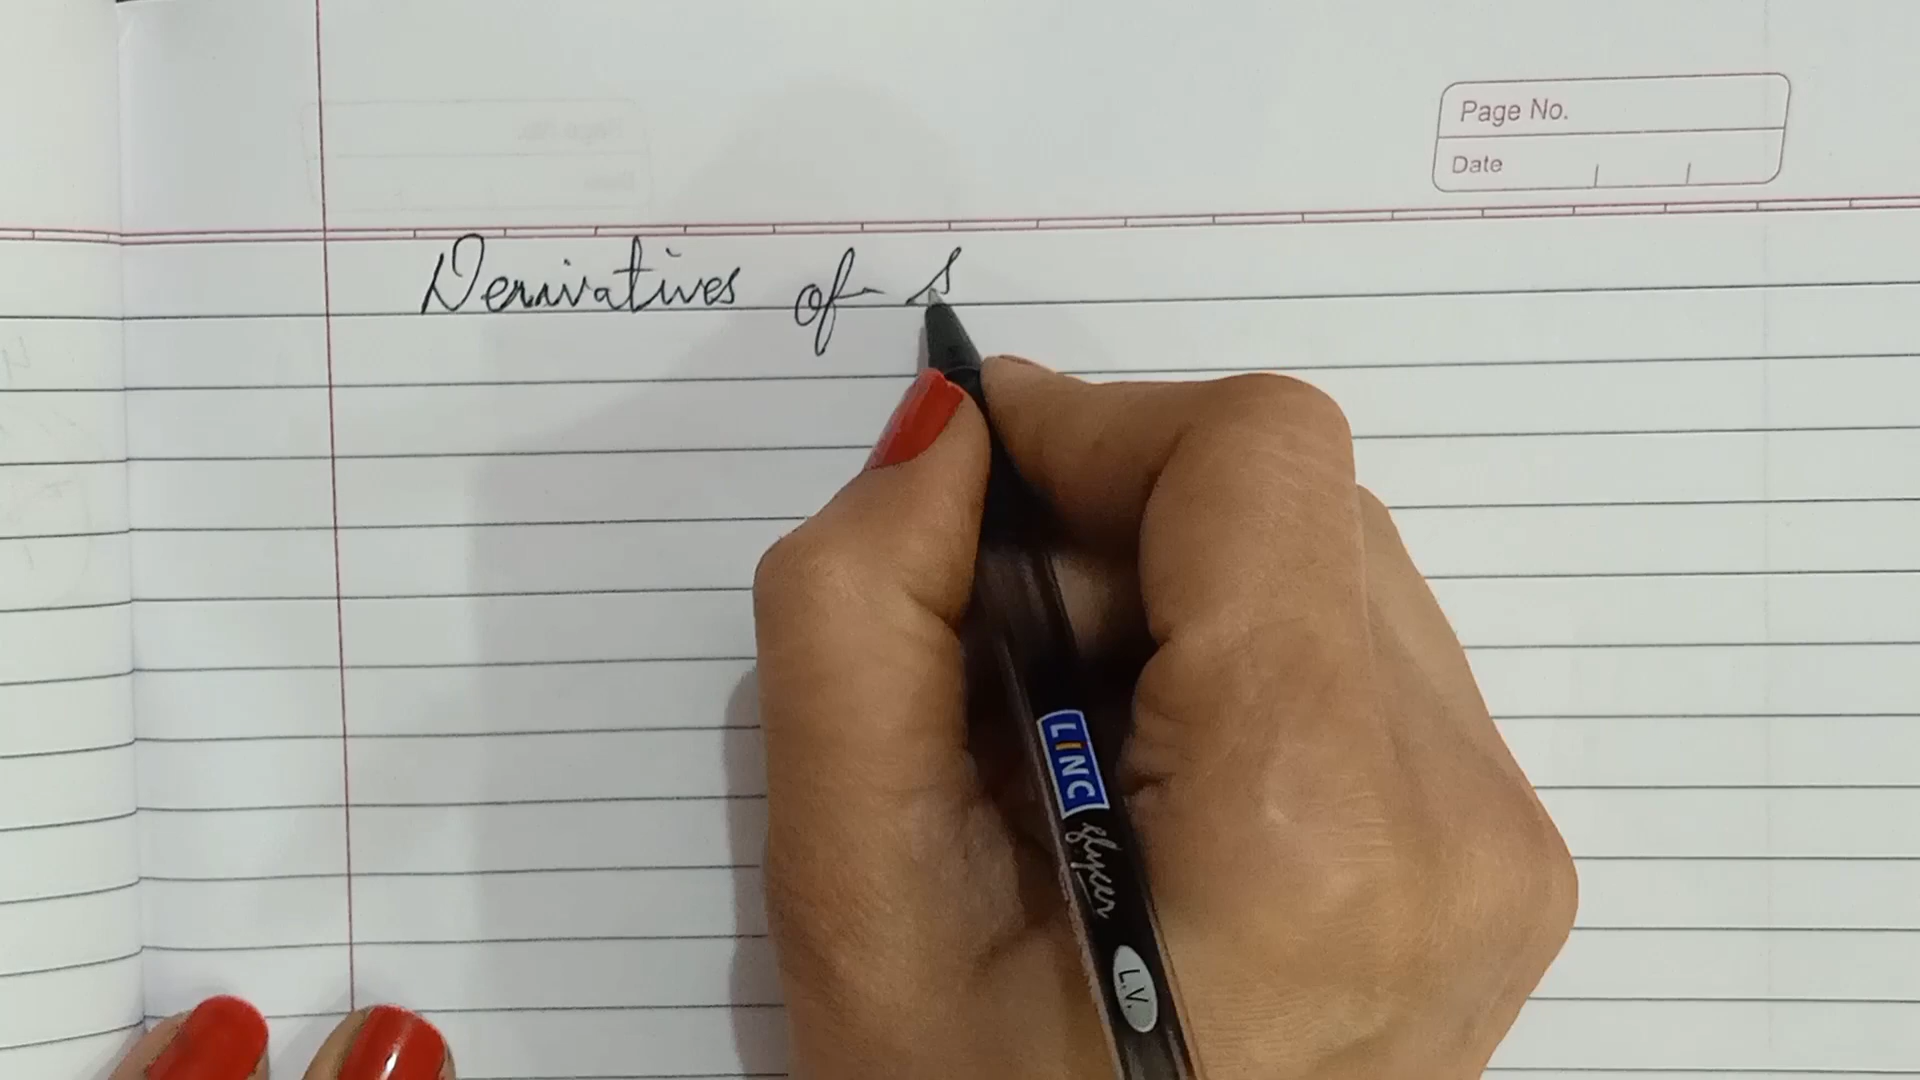 Page No.
Date
Derivatives of s
LINC
glycer
L.V.